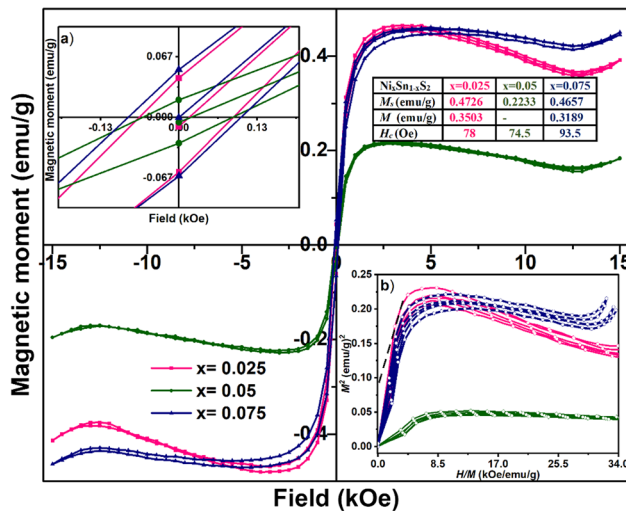 a)
0.067
0.000
-0.067
-0.13
0.00
0.13
Magnetic moment (emu/g)
Field (kOe)
0.4
0.2
0.0
-0.2
-0.4
-15
-10
-5
0
5
10
15
Magnetic moment (emu/g)
Field (kOe)
NiₓSn₁₋ₓS₂ x=0.025 x=0.05 x=0.075
Mₛ (emu/g) 0.4726 0.2233 0.4657
M (emu/g) 0.3503 - 0.3189
H꜀ (Oe) 78 74.5 93.5
x= 0.025
x= 0.05
x= 0.075
b)
0.25
0.20
0.15
0.10
0.05
0.00
0.0
8.5
17.0
25.5
34.0
M² (emu/g)²
H/M (kOe/emu/g)